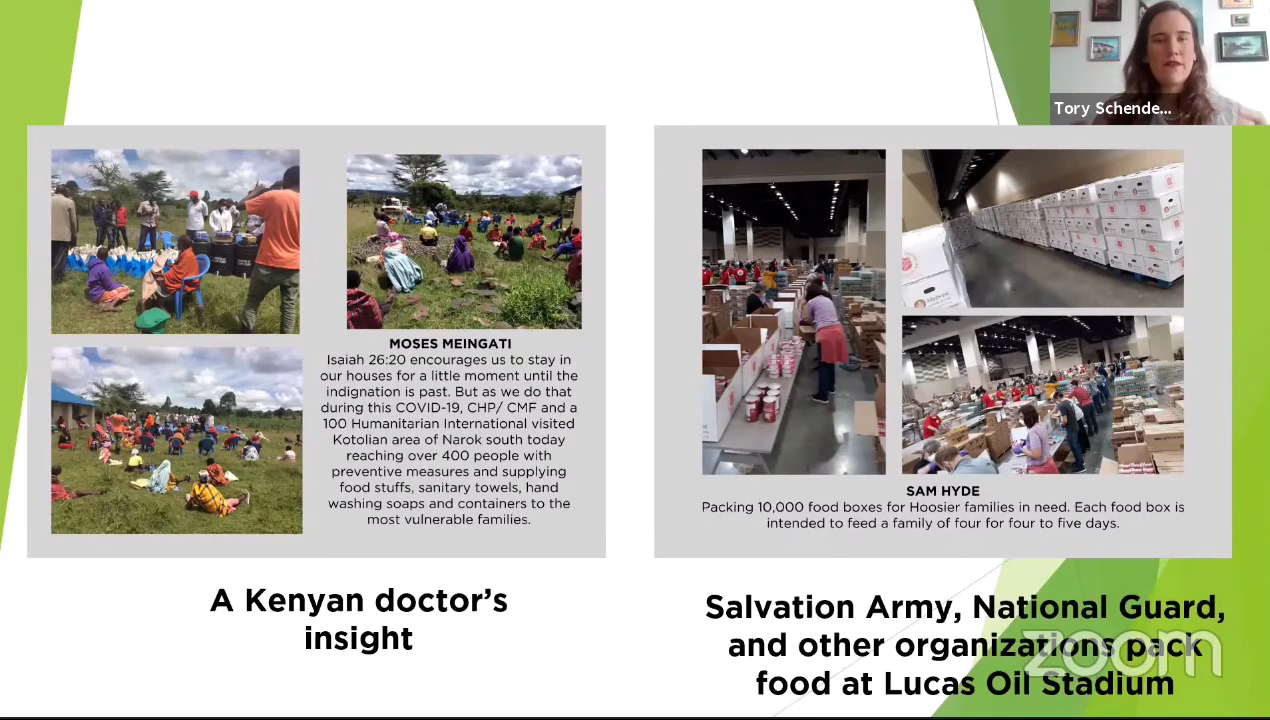 Tory Schende...
MOSES MEINGATI
Isaiah 26:20 encourages us to stay in
our houses for a little moment until the
indignation is past. But as we do that
during this COVID-19, CHP/ CMF and a
100 Humanitarian International visited
Kotolian area of Narok south today
reaching over 400 people with
preventive measures and supplying
food stuffs, sanitary towels, hand
washing soaps and containers to the
most vulnerable families.
SAM HYDE
Packing 10,000 food boxes for Hoosier families in need. Each food box is
intended to feed a family of four for four to five days.
A Kenyan doctor’s
insight
Salvation Army, National Guard,
and other organizations pack
food at Lucas Oil Stadium
zoom